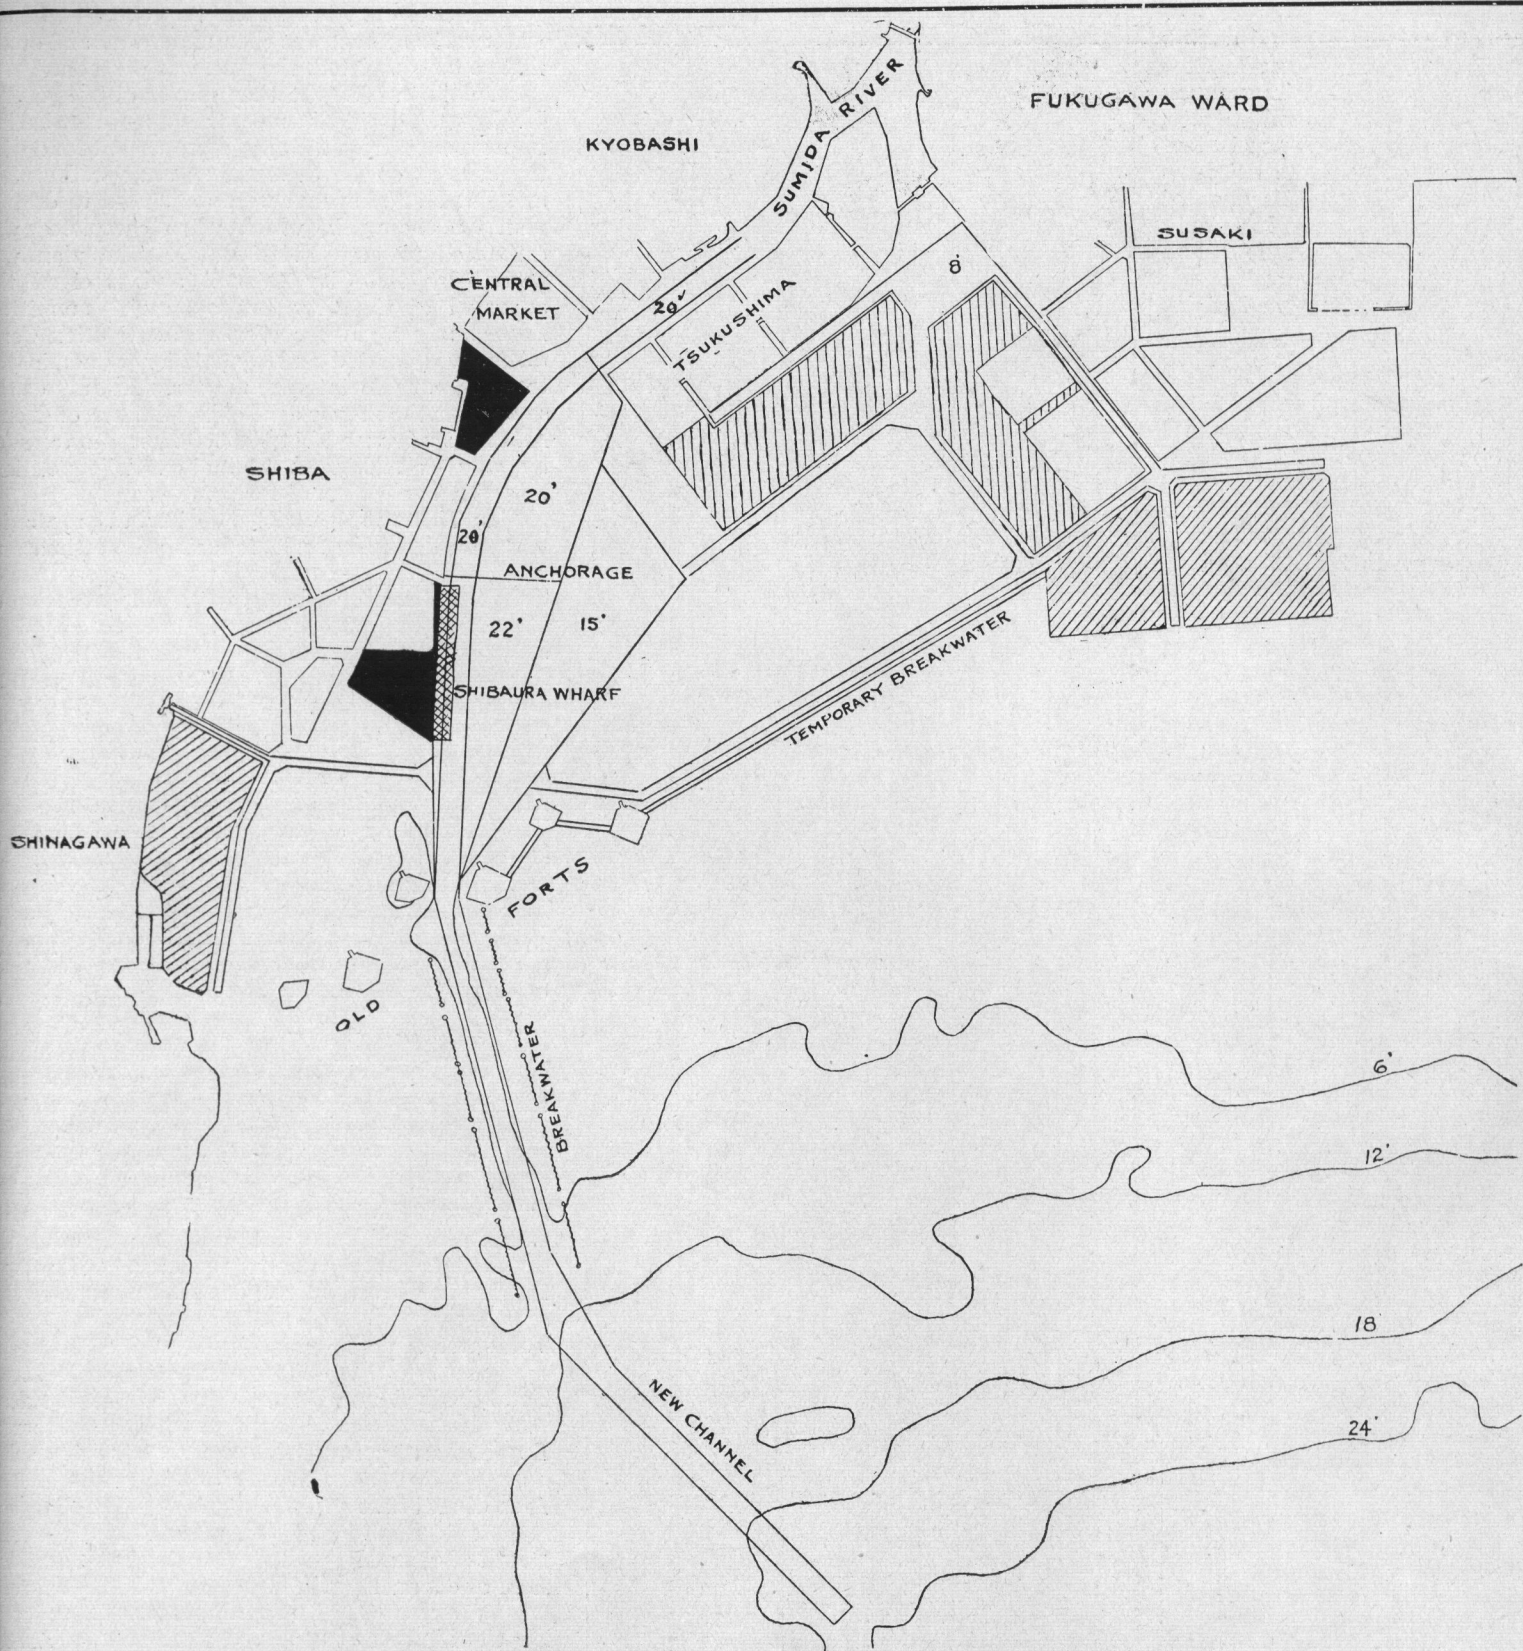 FUKUGAWA WARD
KYOBASHI
SUMIDA RIVER
SUSAKI
8'
CENTRAL
MARKET
20'
TSUKUSHIMA
SHIBA
20'
20'
ANCHORAGE
22'
15'
SHIBAURA WHARF
TEMPORARY BREAKWATER
SHINAGAWA
FORTS
OLD
BREAKWATER
6'
12'
18
24'
NEW CHANNEL